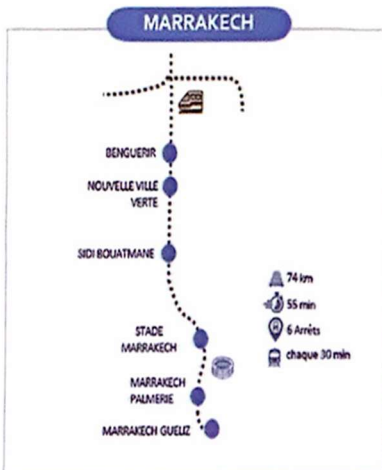 MARRAKECH
BENGUERIR
NOUVELLE VILLE
VERTE
SIDI BOUATMANE
74 km
55 min
6 Arrêts
chaque 30 min
STADE
MARRAKECH
MARRAKECH
PALMERIE
MARRAKECH GUELIZ